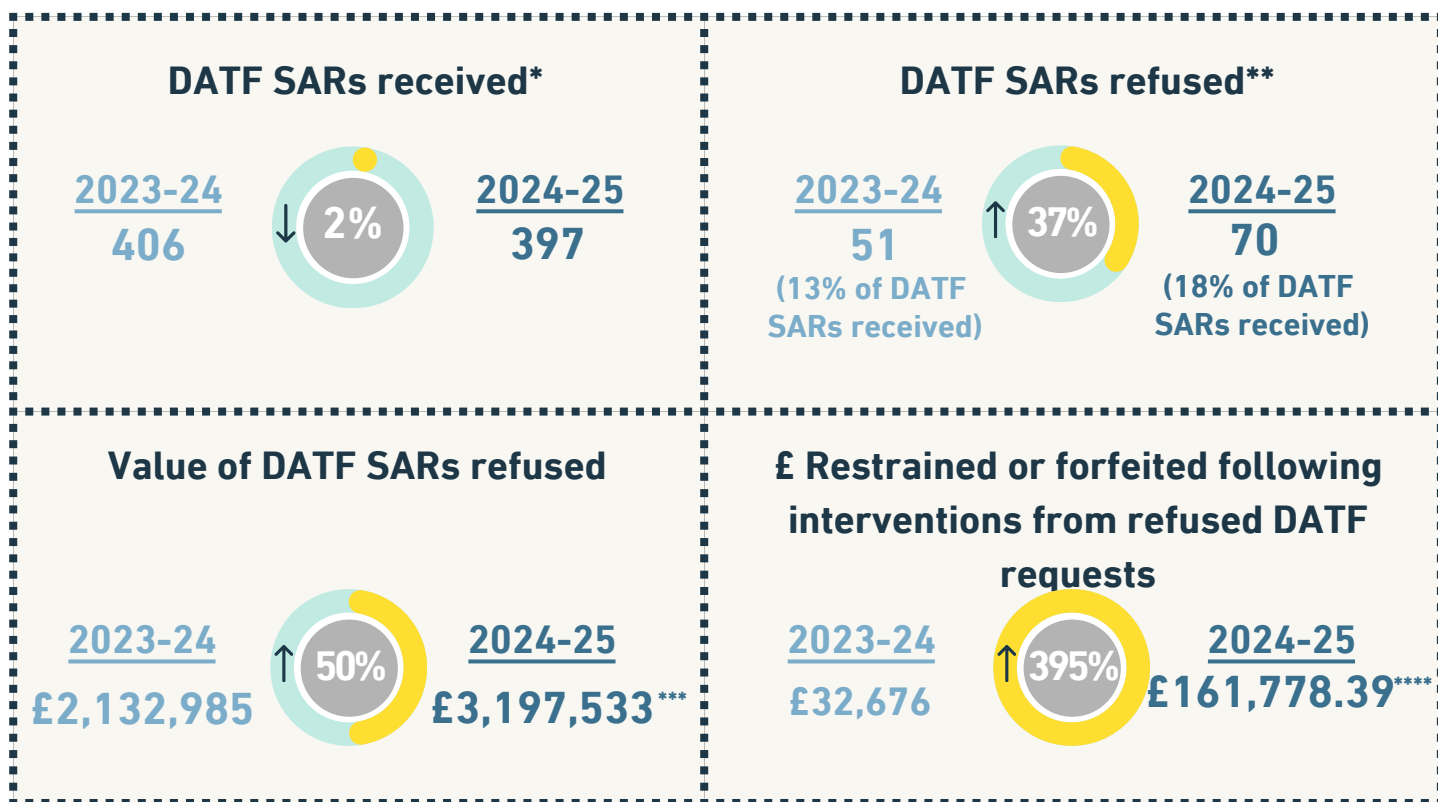 DATF SARs received*
2023-24
406
↓ 2%
2024-25
397
DATF SARs refused**
2023-24
51
(13% of DATF
SARs received)
↑ 37%
2024-25
70
(18% of DATF
SARs received)
Value of DATF SARs refused
2023-24
£2,132,985
↑ 50%
2024-25
£3,197,533***
£ Restrained or forfeited following
interventions from refused DATF
requests
2023-24
£32,676
↑ 395%
2024-25
£161,778.39****